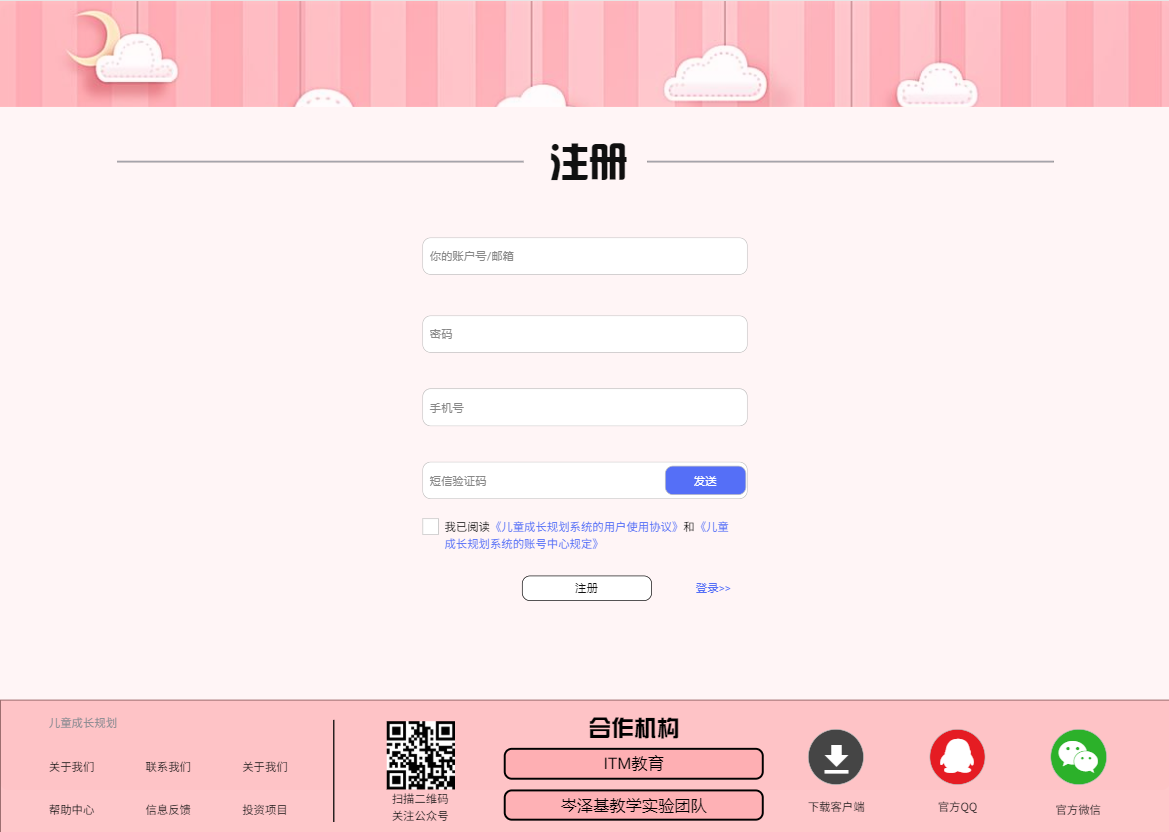 注册
你的账户号/邮箱
密码
手机号
短信验证码
发送
我已阅读《儿童成长规划系统的用户使用协议》和《儿童
成长规划系统的账号中心规定》
注册
登录>>
儿童成长规划
关于我们
联系我们
关于我们
帮助中心
信息反馈
投资项目
扫描二维码
关注公众号
合作机构
ITM教育
岑泽基教学实验团队
下载客户端
官方QQ
官方微信